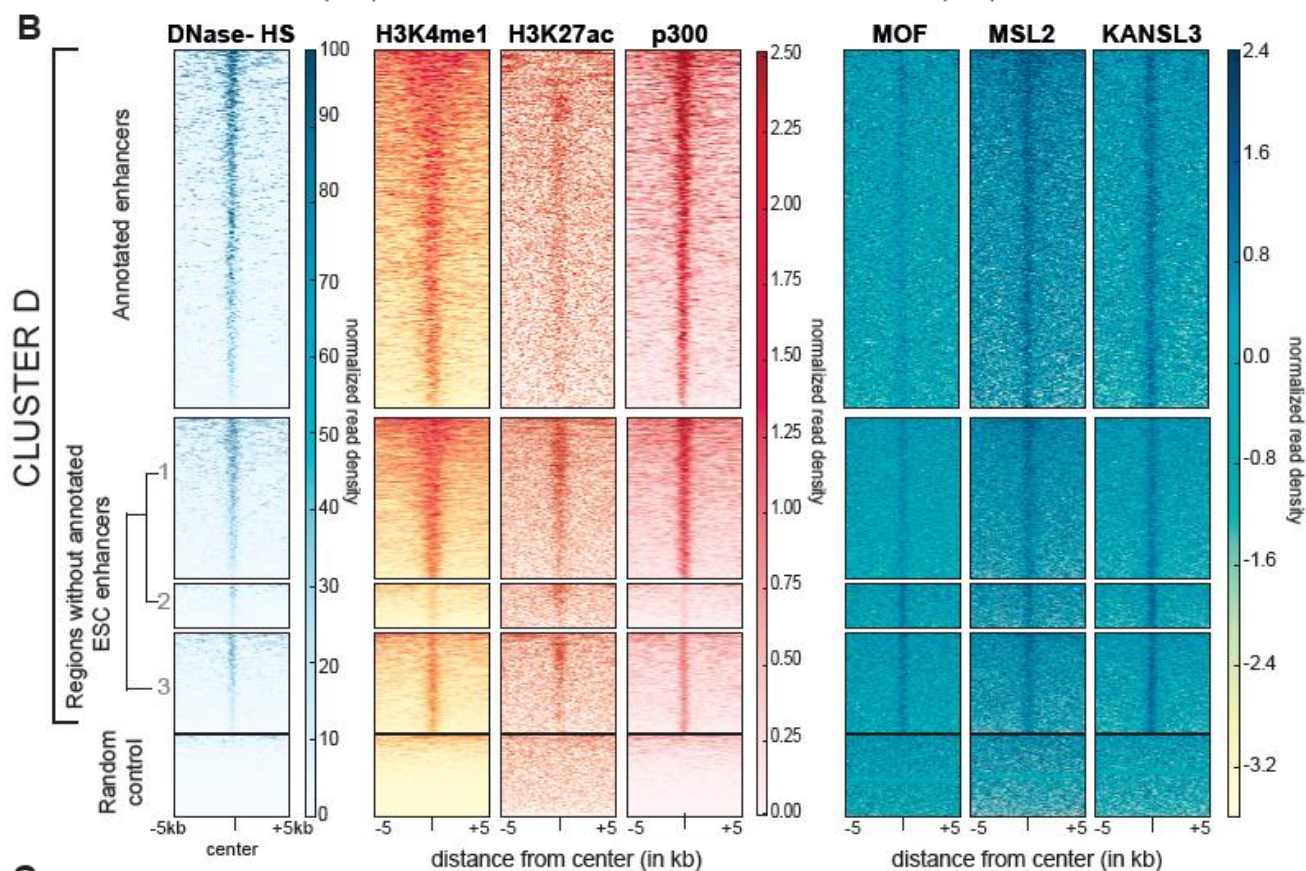 B
DNase- HS
H3K4me1
H3K27ac
p300
MOF
MSL2
KANSL3
CLUSTER D
Annotated enhancers
Regions without annotated
ESC enhancers
1
2
3
Random
control
100
90
80
70
60
50
40
30
20
10
0
normalized read density
2.50
2.25
2.00
1.75
1.50
1.25
1.00
0.75
0.50
0.25
0.00
normalized read density
2.4
1.6
0.8
0.0
-0.8
-1.6
-2.4
-3.2
normalized read density
-5kb
+5kb
center
-5
+5
-5
+5
-5
+5
distance from center (in kb)
-5
+5
-5
+5
-5
+5
distance from center (in kb)